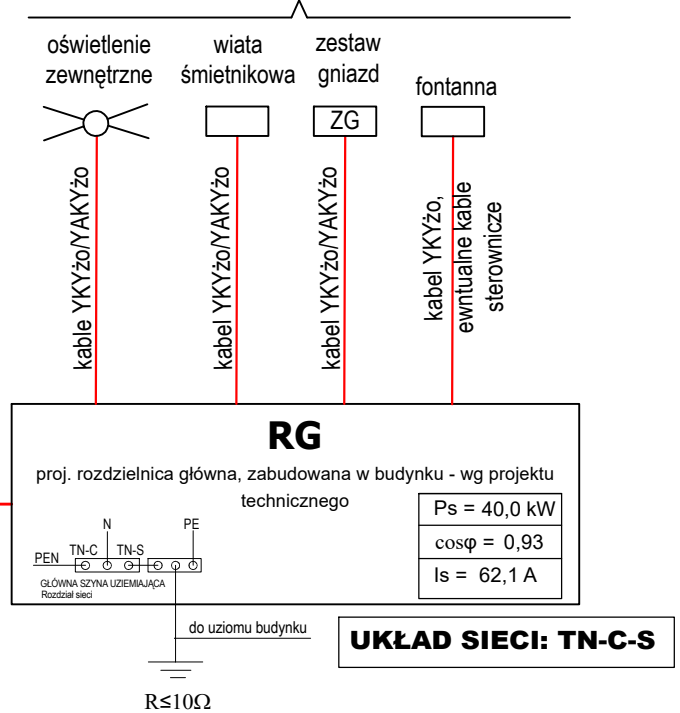 oświetlenie
zewnętrzne
wiata
śmietnikowa
zestaw
gniazd
fontanna
ZG
kable YKYżo/YAKYżo
kabel YKYżo/YAKYżo
kabel YKYżo/YAKYżo
kabel YKYżo,
ewntualne kable
sterownicze
RG
proj. rozdzielnica główna, zabudowana w budynku - wg projektu
technicznego
Ps = 40,0 kW
cosφ = 0,93
Is = 62,1 A
N
PE
TN-C
TN-S
PEN
GŁÓWNA SZYNA UZIEMIAJĄCA
Rozdział sieci
do uziomu budynku
UKŁAD SIECI: TN-C-S
R≤10Ω